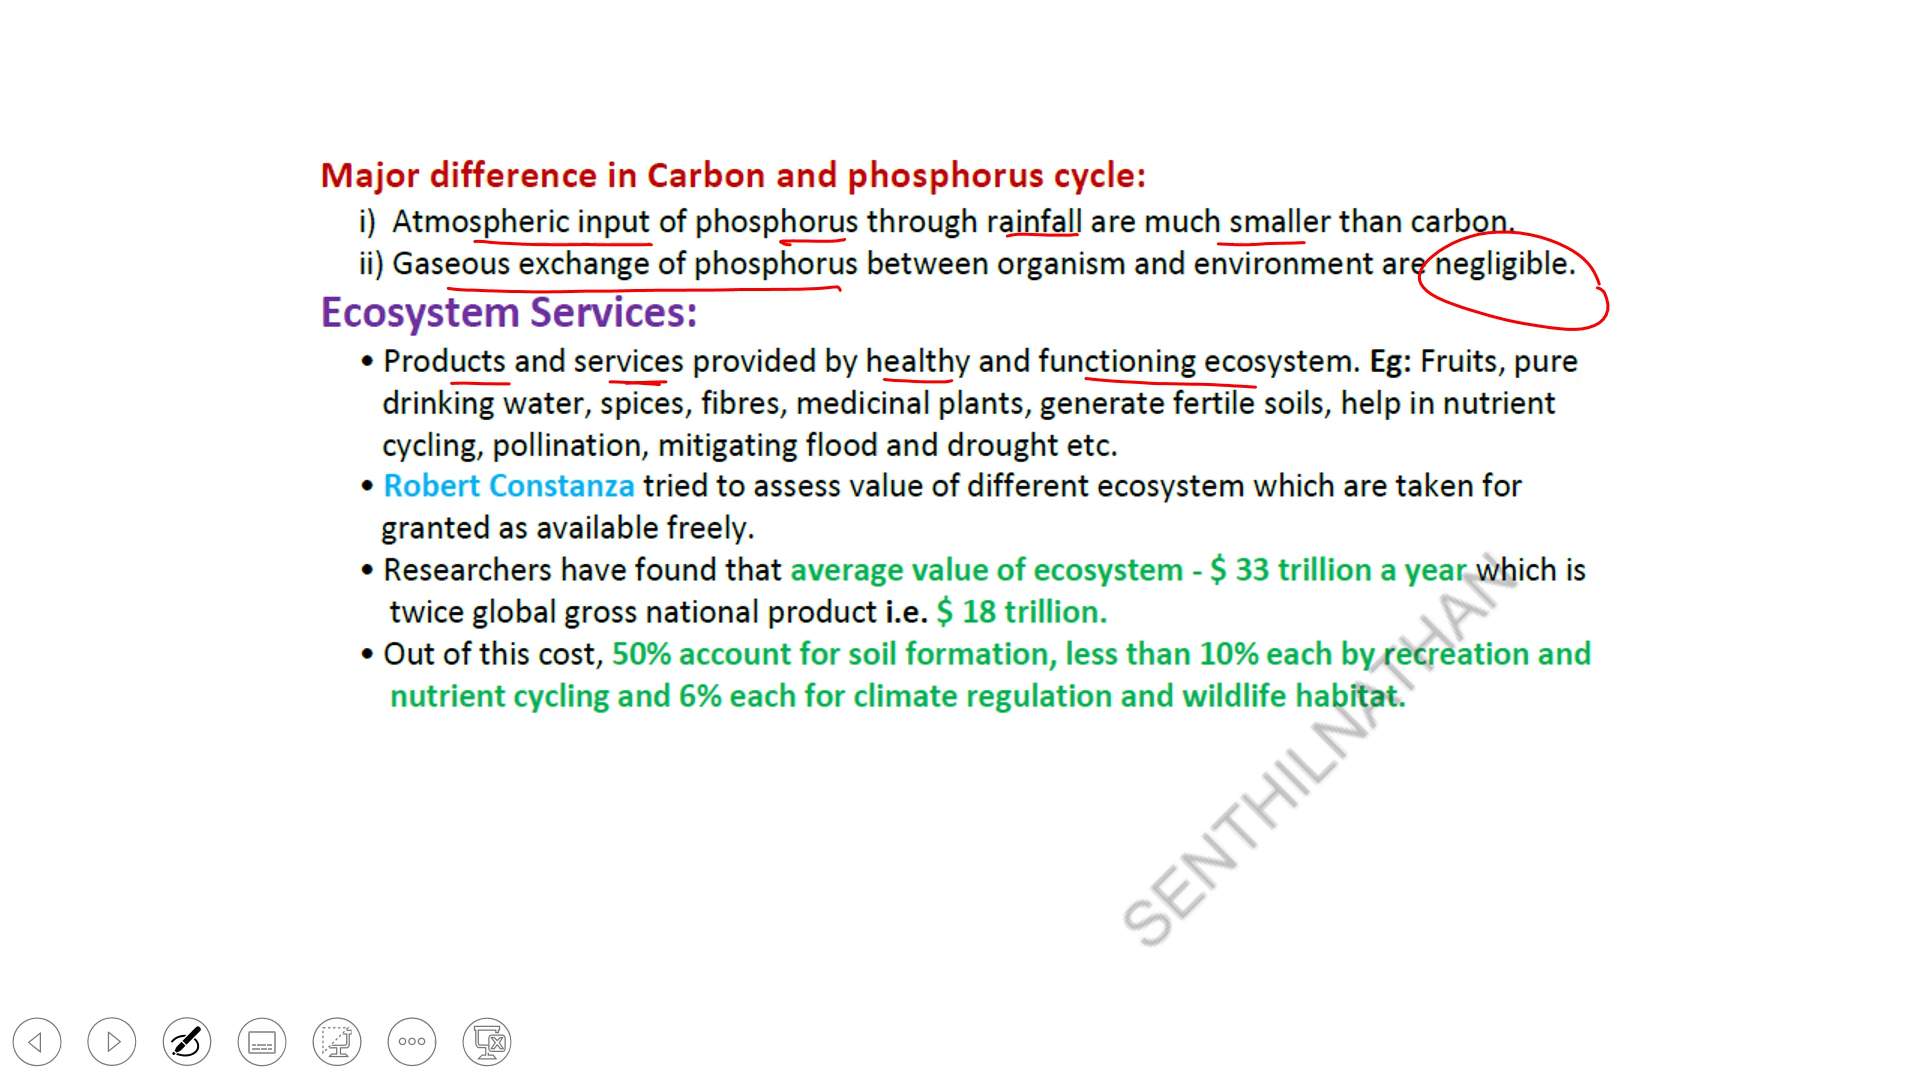 Major difference in Carbon and phosphorus cycle:
i) Atmospheric input of phosphorus through rainfall are much smaller than carbon.
ii) Gaseous exchange of phosphorus between organism and environment are negligible.
Ecosystem Services:
• Products and services provided by healthy and functioning ecosystem. Eg: Fruits, pure
drinking water, spices, fibres, medicinal plants, generate fertile soils, help in nutrient
cycling, pollination, mitigating flood and drought etc.
• Robert Constanza tried to assess value of different ecosystem which are taken for
granted as available freely.
• Researchers have found that average value of ecosystem - $ 33 trillion a year which is
twice global gross national product i.e. $ 18 trillion.
• Out of this cost, 50% account for soil formation, less than 10% each by recreation and
nutrient cycling and 6% each for climate regulation and wildlife habitat.
SENTHILNATHAN